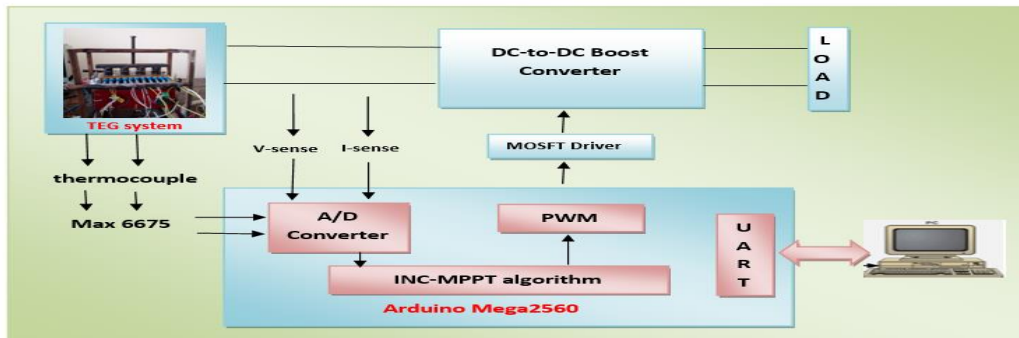 TEG system
DC-to-DC Boost
Converter
L
O
A
D
V-sense
I-sense
MOSFT Driver
thermocouple
Max 6675
A/D
Converter
PWM
INC-MPPT algorithm
Arduino Mega2560
U
A
R
T
PC